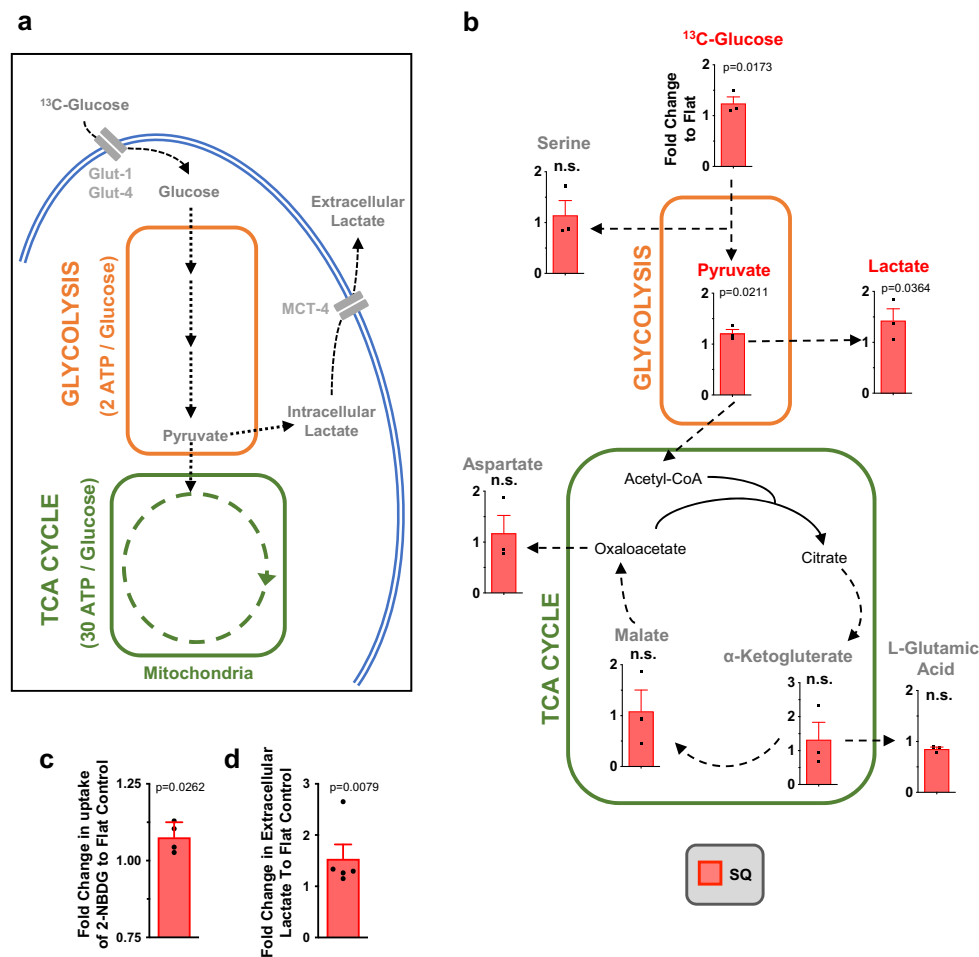 a
¹³C-Glucose
Glut-1
Glut-4
Glucose
Extracellular
Lactate
GLYCOLYSIS
(2 ATP / Glucose)
MCT-4
Pyruvate
Intracellular
Lactate
TCA CYCLE
(30 ATP / Glucose)
Mitochondria
b
¹³C-Glucose
p=0.0173
Fold Change
to Flat
2
1
0
Serine
n.s.
2
1
0
GLYCOLYSIS
Pyruvate
p=0.0211
2
1
0
Lactate
p=0.0364
2
1
0
TCA CYCLE
Acetyl-CoA
Aspartate
n.s.
2
1
0
Oxaloacetate
Citrate
Malate
n.s.
2
1
0
α-Ketogluterate
n.s.
3
2
1
0
L-Glutamic
Acid
n.s.
2
1
0
SQ
c
Fold Change in uptake
of 2-NBDG to Flat Control
p=0.0262
1.25
1.00
0.75
d
Fold Change in Extracellular
Lactate To Flat Control
p=0.0079
3
2
1
0